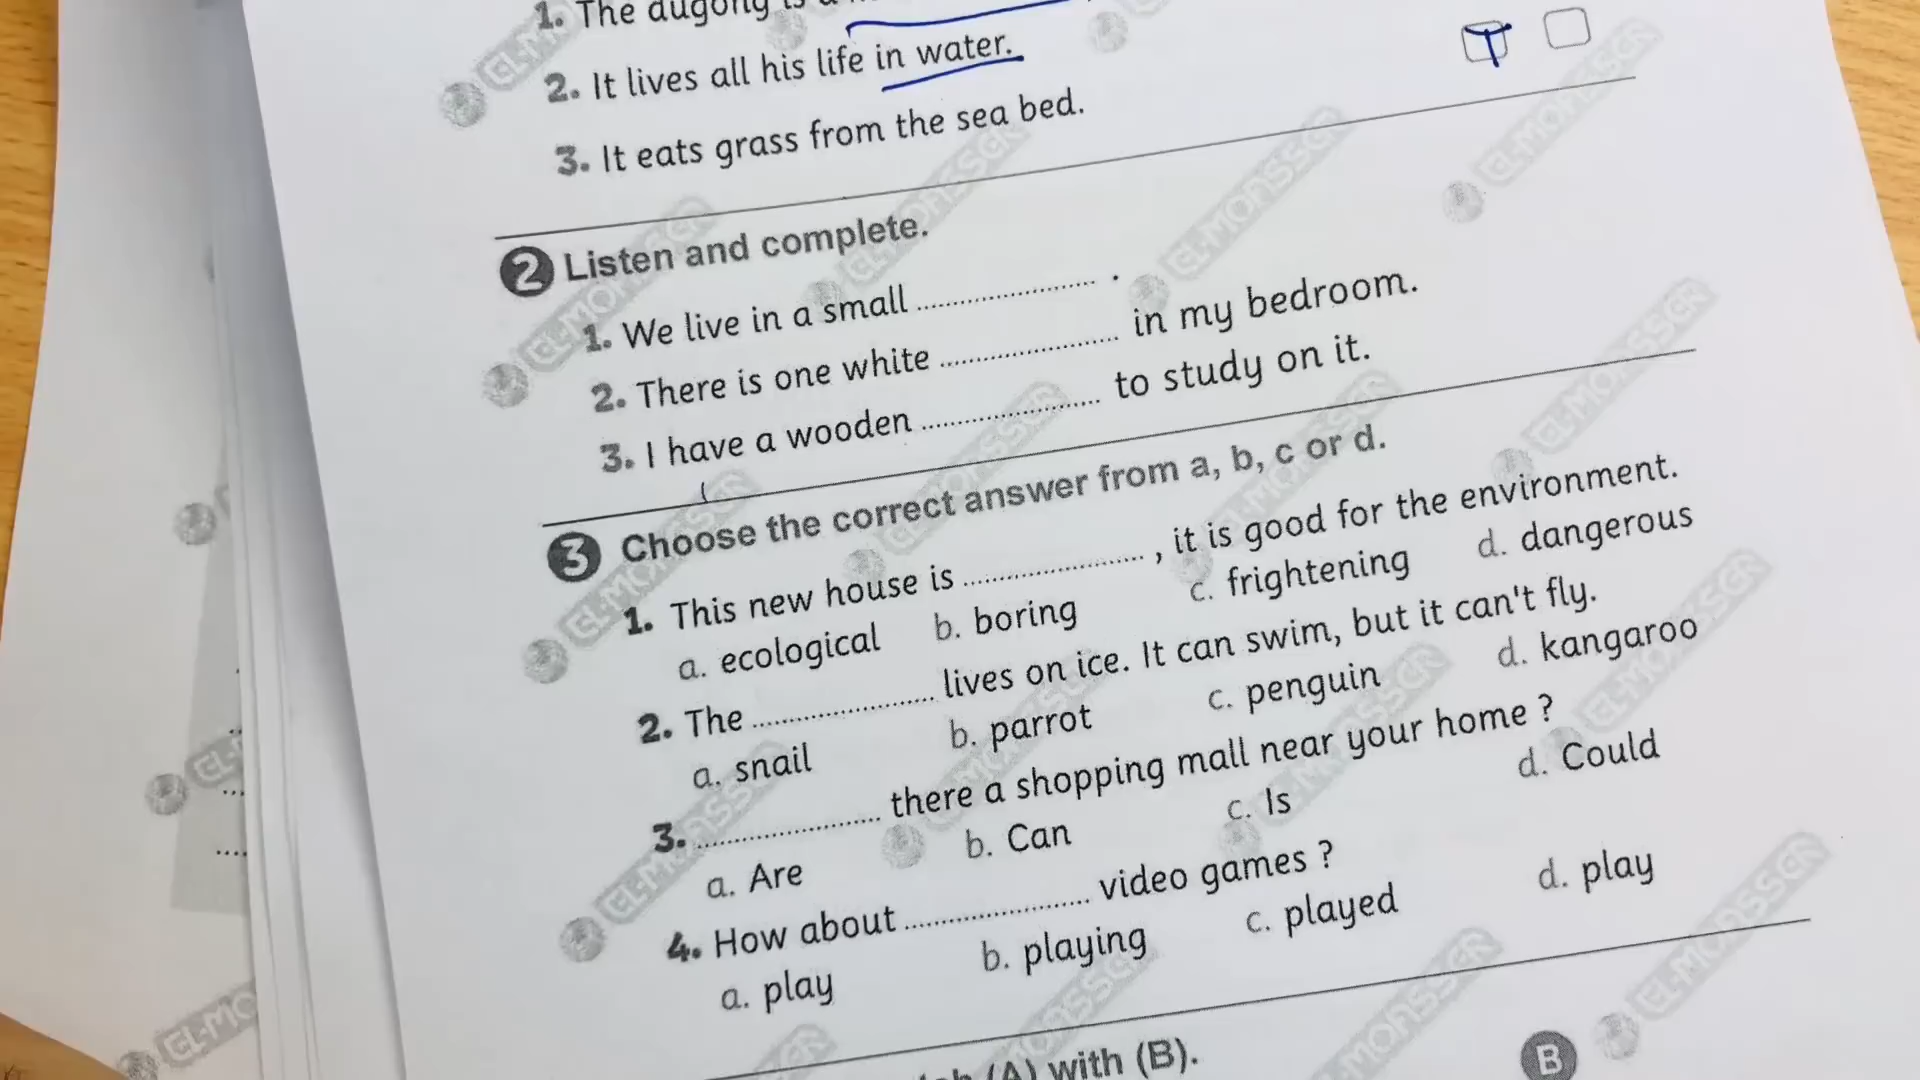 1. The dugong is a
2. It lives all his life in water.
T
3. It eats grass from the sea bed.
2 Listen and complete.
1. We live in a small .................... .
2. There is one white .................... in my bedroom.
3. I have a wooden .................... to study on it.
3 Choose the correct answer from a, b, c or d.
1. This new house is .................... , it is good for the environment.
a. ecological b. boring c. frightening d. dangerous
2. The .................... lives on ice. It can swim, but it can't fly.
a. snail b. parrot c. penguin d. kangaroo
3. .................... there a shopping mall near your home ?
a. Are b. Can c. Is d. Could
4. How about .................... video games ?
a. play b. playing c. played d. play
(A) with (B).
B
EL-MOASSER